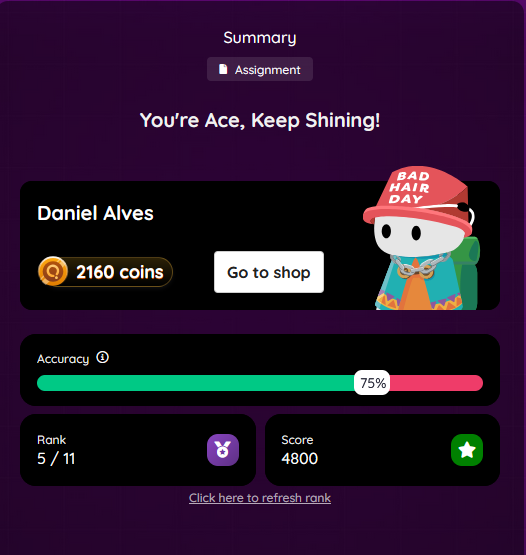 Summary
Assignment
You're Ace, Keep Shining!
BAD
HAIR
DAY
Daniel Alves
2160 coins
Go to shop
Accuracy
75%
Rank
5 / 11
Score
4800
Click here to refresh rank